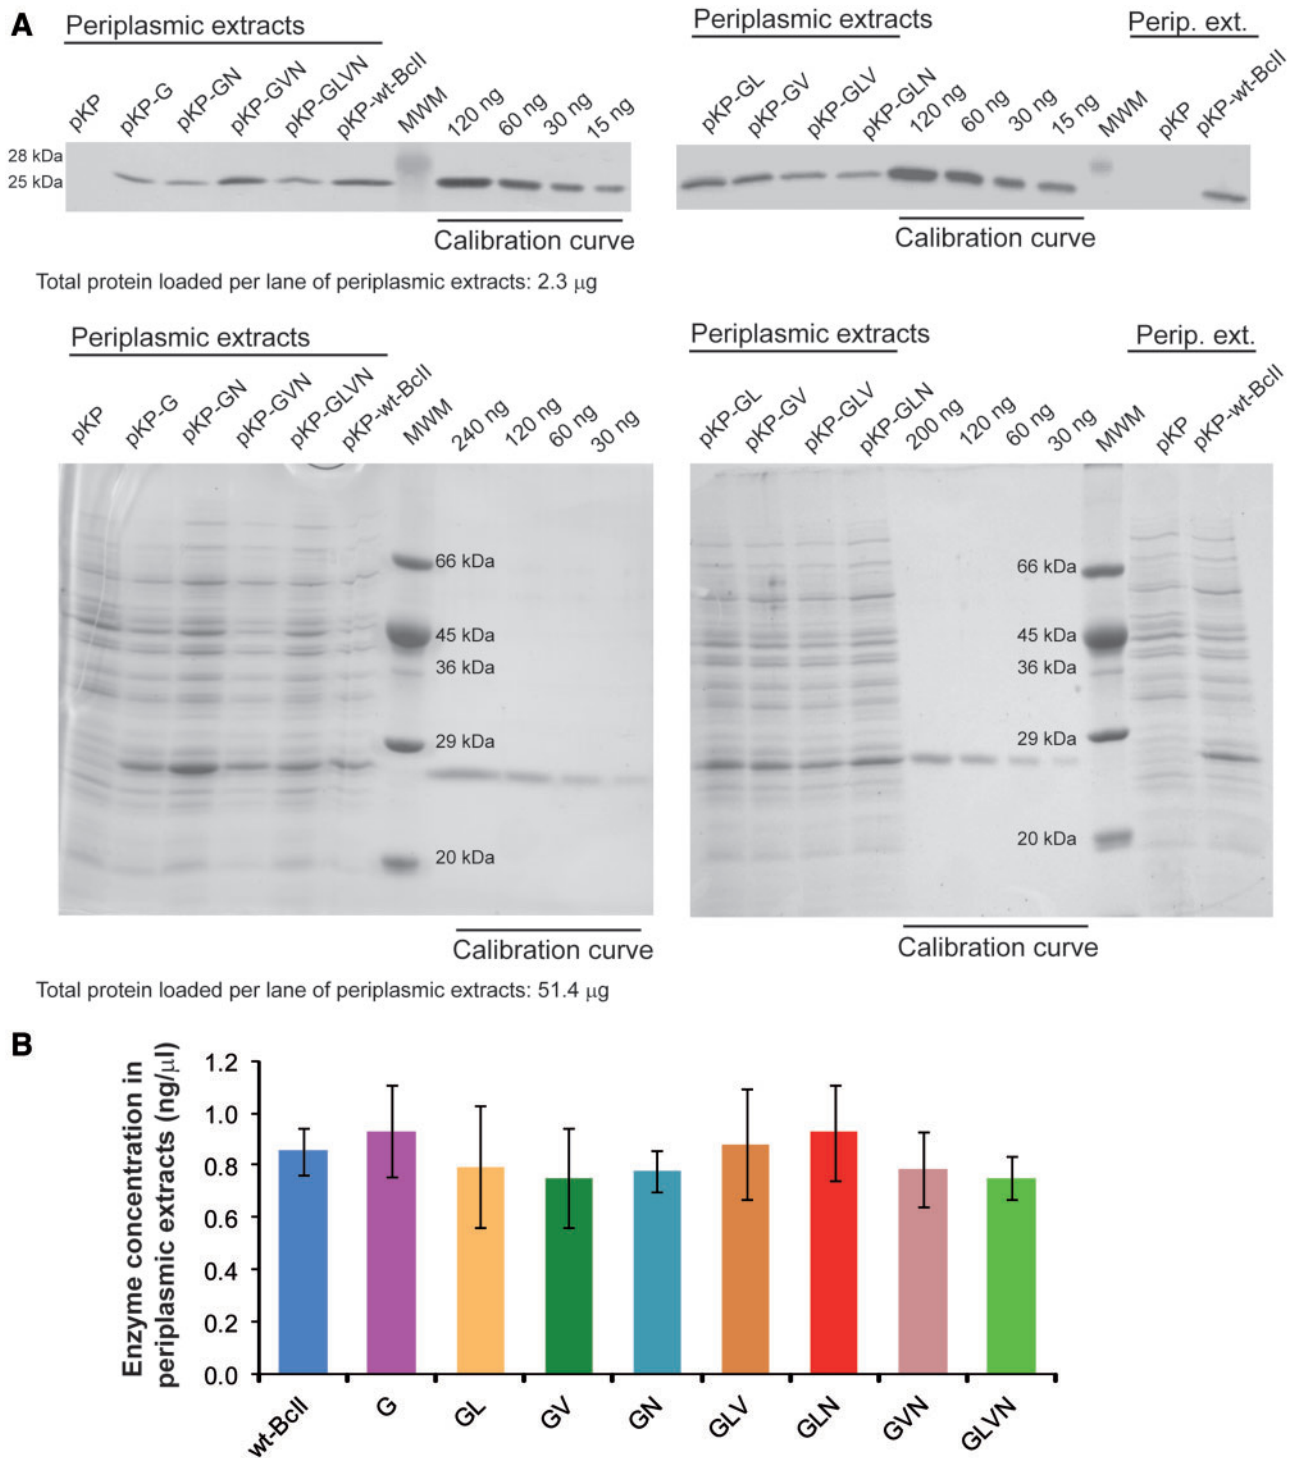 A
Periplasmic extracts
pKP
pKP-G
pKP-GN
pKP-GVN
pKP-GLVN
pKP-wt-BcII
MWM
120 ng
60 ng
30 ng
15 ng
28 kDa
25 kDa
Calibration curve
Periplasmic extracts
Perip. ext.
pKP-GL
pKP-GV
pKP-GLV
pKP-GLN
120 ng
60 ng
30 ng
15 ng
MWM
pKP
pKP-wt-BcII
Calibration curve
Total protein loaded per lane of periplasmic extracts: 2.3 μg
Periplasmic extracts
pKP
pKP-G
pKP-GN
pKP-GVN
pKP-GLVN
pKP-wt-BcII
MWM
240 ng
120 ng
60 ng
30 ng
66 kDa
45 kDa
36 kDa
29 kDa
20 kDa
Calibration curve
Periplasmic extracts
Perip. ext.
pKP-GL
pKP-GV
pKP-GLV
pKP-GLN
200 ng
120 ng
60 ng
30 ng
MWM
pKP
pKP-wt-BcII
66 kDa
45 kDa
36 kDa
29 kDa
20 kDa
Calibration curve
Total protein loaded per lane of periplasmic extracts: 51.4 μg
B
Enzyme concentration in
periplasmic extracts (ng/μl)
1.2
1.0
0.8
0.6
0.4
0.2
0.0
wt-BcII
G
GL
GV
GN
GLV
GLN
GVN
GLVN